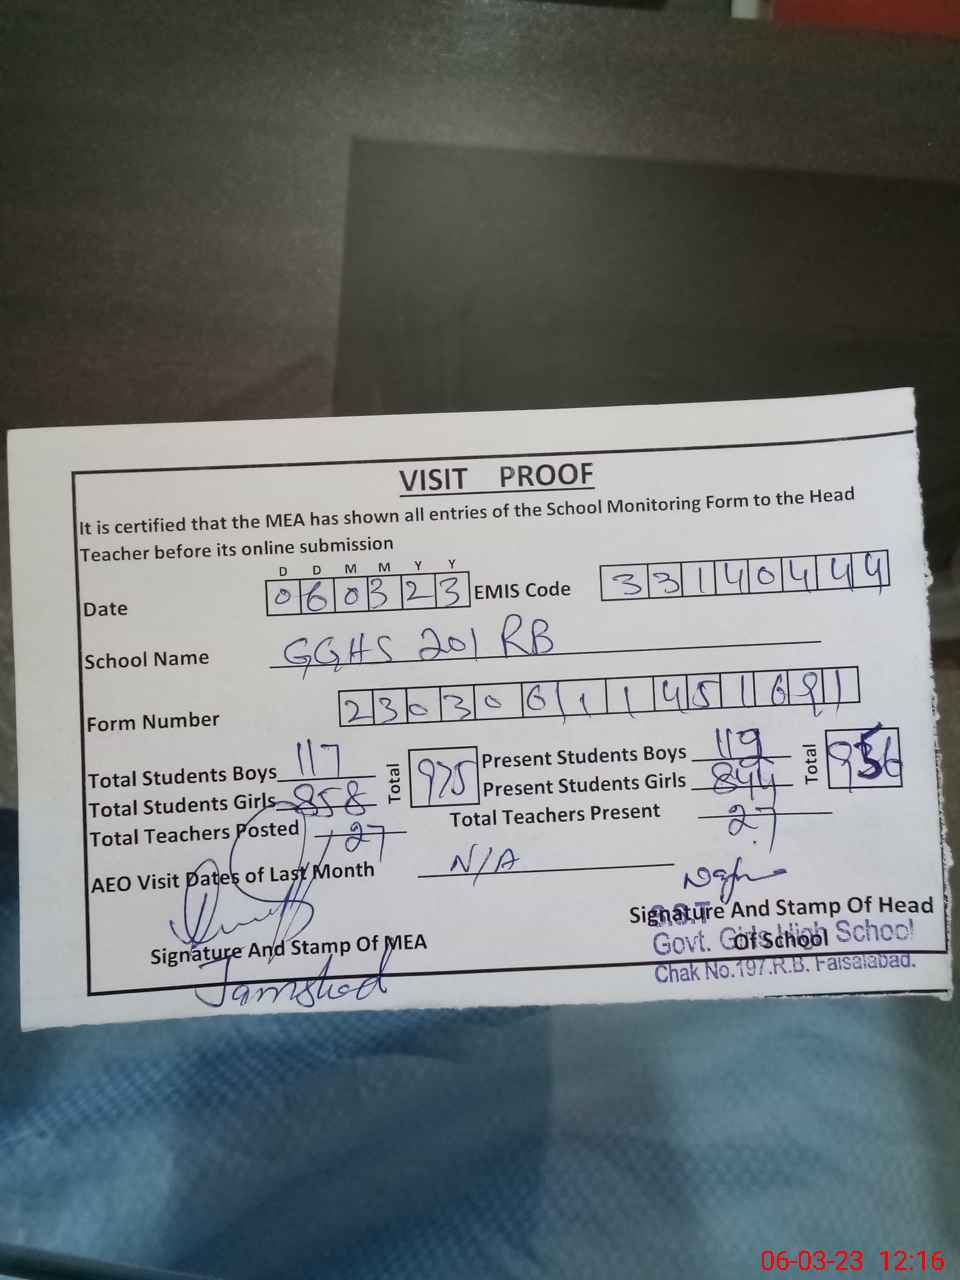 VISIT PROOF
It is certified that the MEA has shown all entries of the School Monitoring Form to the Head
Teacher before its online submission
D D M M Y Y
Date 060323 EMIS Code 33140444
School Name GGHS 201 RB
Form Number 23030611451691
Total Students Boys 117 Total 975 Present Students Boys 119 Total
Total Students Girls 858 Present Students Girls 844
Total Teachers Posted 27 Total Teachers Present 27
AEO Visit Dates of Last Month N/A
Signature And Stamp Of MEA Signature And Stamp Of Head
Of School
Jamshed
S.S.T
Govt. Girls High School
Chak No.197.R.B. Faisalabad.
06-03-23 12:16